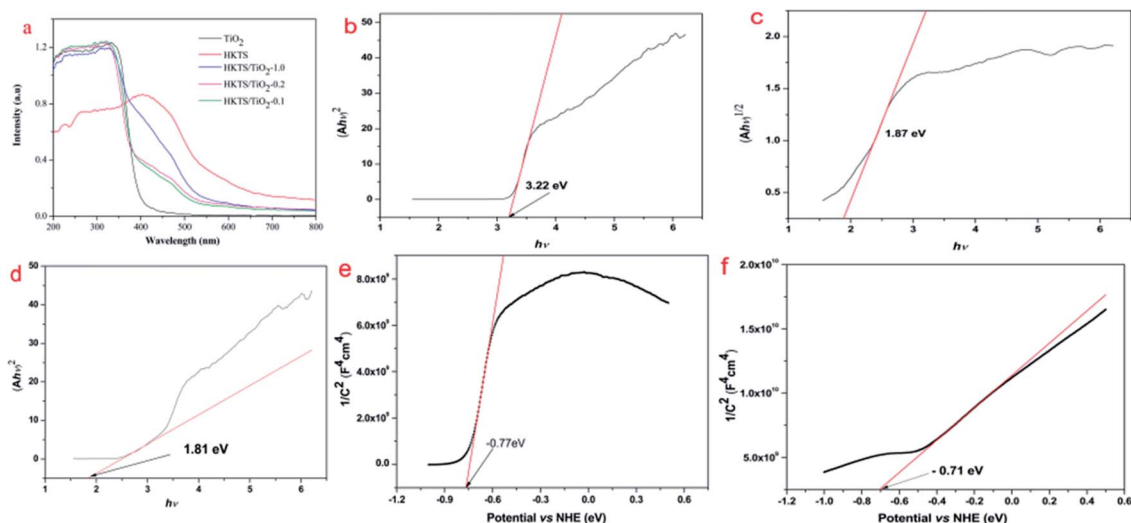 a
TiO2
HKTS
HKTS/TiO2-1.0
HKTS/TiO2-0.2
HKTS/TiO2-0.1
1.2
0.8
0.4
0.0
Intensity (a.u)
200 300 400 500 600 700 800
Wavelength (nm)
b
50
40
30
20
10
0
(Ahν)²
3.22 eV
1 2 3 4 5 6
hν
c
2.0
1.5
1.0
0.5
(Ahν)1/2
1.87 eV
1 2 3 4 5 6
hν
d
50
40
30
20
10
0
(Ahν)²
1.81 eV
1 2 3 4 5 6
hν
e
8.0x10⁹
6.0x10⁹
4.0x10⁹
2.0x10⁹
0.0
1/C² (F⁴cm⁴)
-0.77eV
-1.2 -0.9 -0.6 -0.3 0.0 0.3 0.6
Potential vs NHE (eV)
f
2.0x10¹⁰
1.5x10¹⁰
1.0x10¹⁰
5.0x10⁹
1/C² (F⁴cm⁴)
- 0.71 eV
-1.2 -1.0 -0.8 -0.6 -0.4 -0.2 0.0 0.2 0.4 0.6
Potential vs NHE (eV)